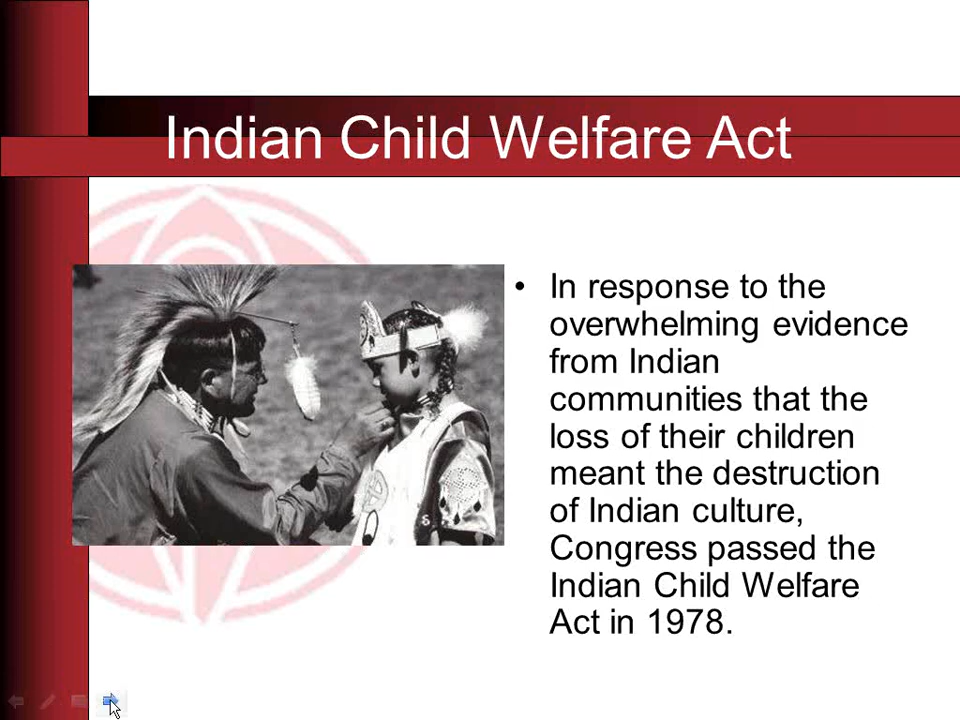 Indian Child Welfare Act
• In response to the
overwhelming evidence
from Indian
communities that the
loss of their children
meant the destruction
of Indian culture,
Congress passed the
Indian Child Welfare
Act in 1978.